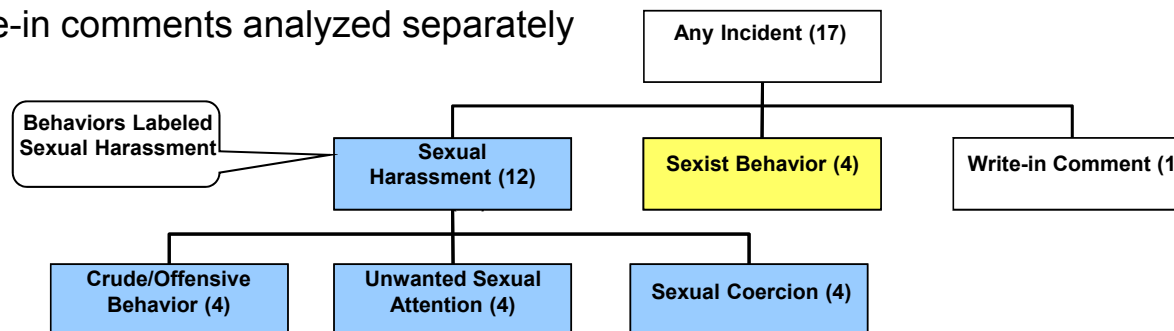 comments analyzed separately
Any Incident (17)
Behaviors Labeled
Sexual Harassment
Sexual
Harassment (12)
Sexist Behavior (4)
Write-in Comment (1
Crude/Offensive
Behavior (4)
Unwanted Sexual
Attention (4)
Sexual Coercion (4)